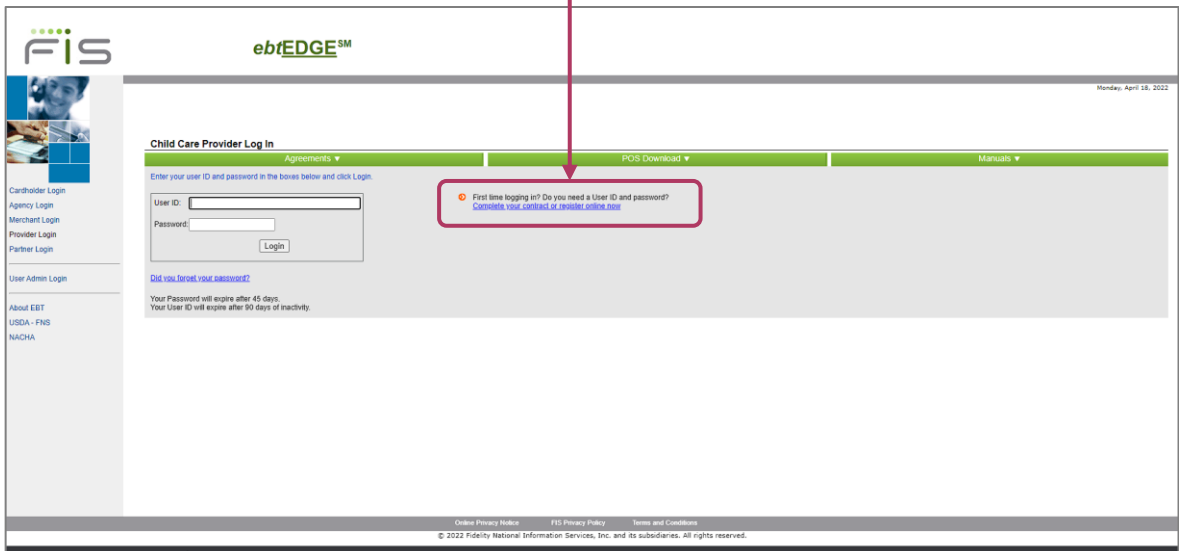 FIS
ebtEDGE℠
Monday, April 18, 2022
Child Care Provider Log In
Agreements ▼
POS Download ▼
Manuals ▼
Enter your user ID and password in the boxes below and click Login.
User ID:
Password:
Login
First time logging in? Do you need a User ID and password?
Complete your contract or register online now
Did you forget your password?
Your Password will expire after 45 days.
Your User ID will expire after 90 days of inactivity.
Cardholder Login
Agency Login
Merchant Login
Provider Login
Partner Login
User Admin Login
About EBT
USDA - FNS
NACHA
Online Privacy Notice
FIS Privacy Policy
Terms and Conditions
© 2022 Fidelity National Information Services, Inc. and its subsidiaries. All rights reserved.